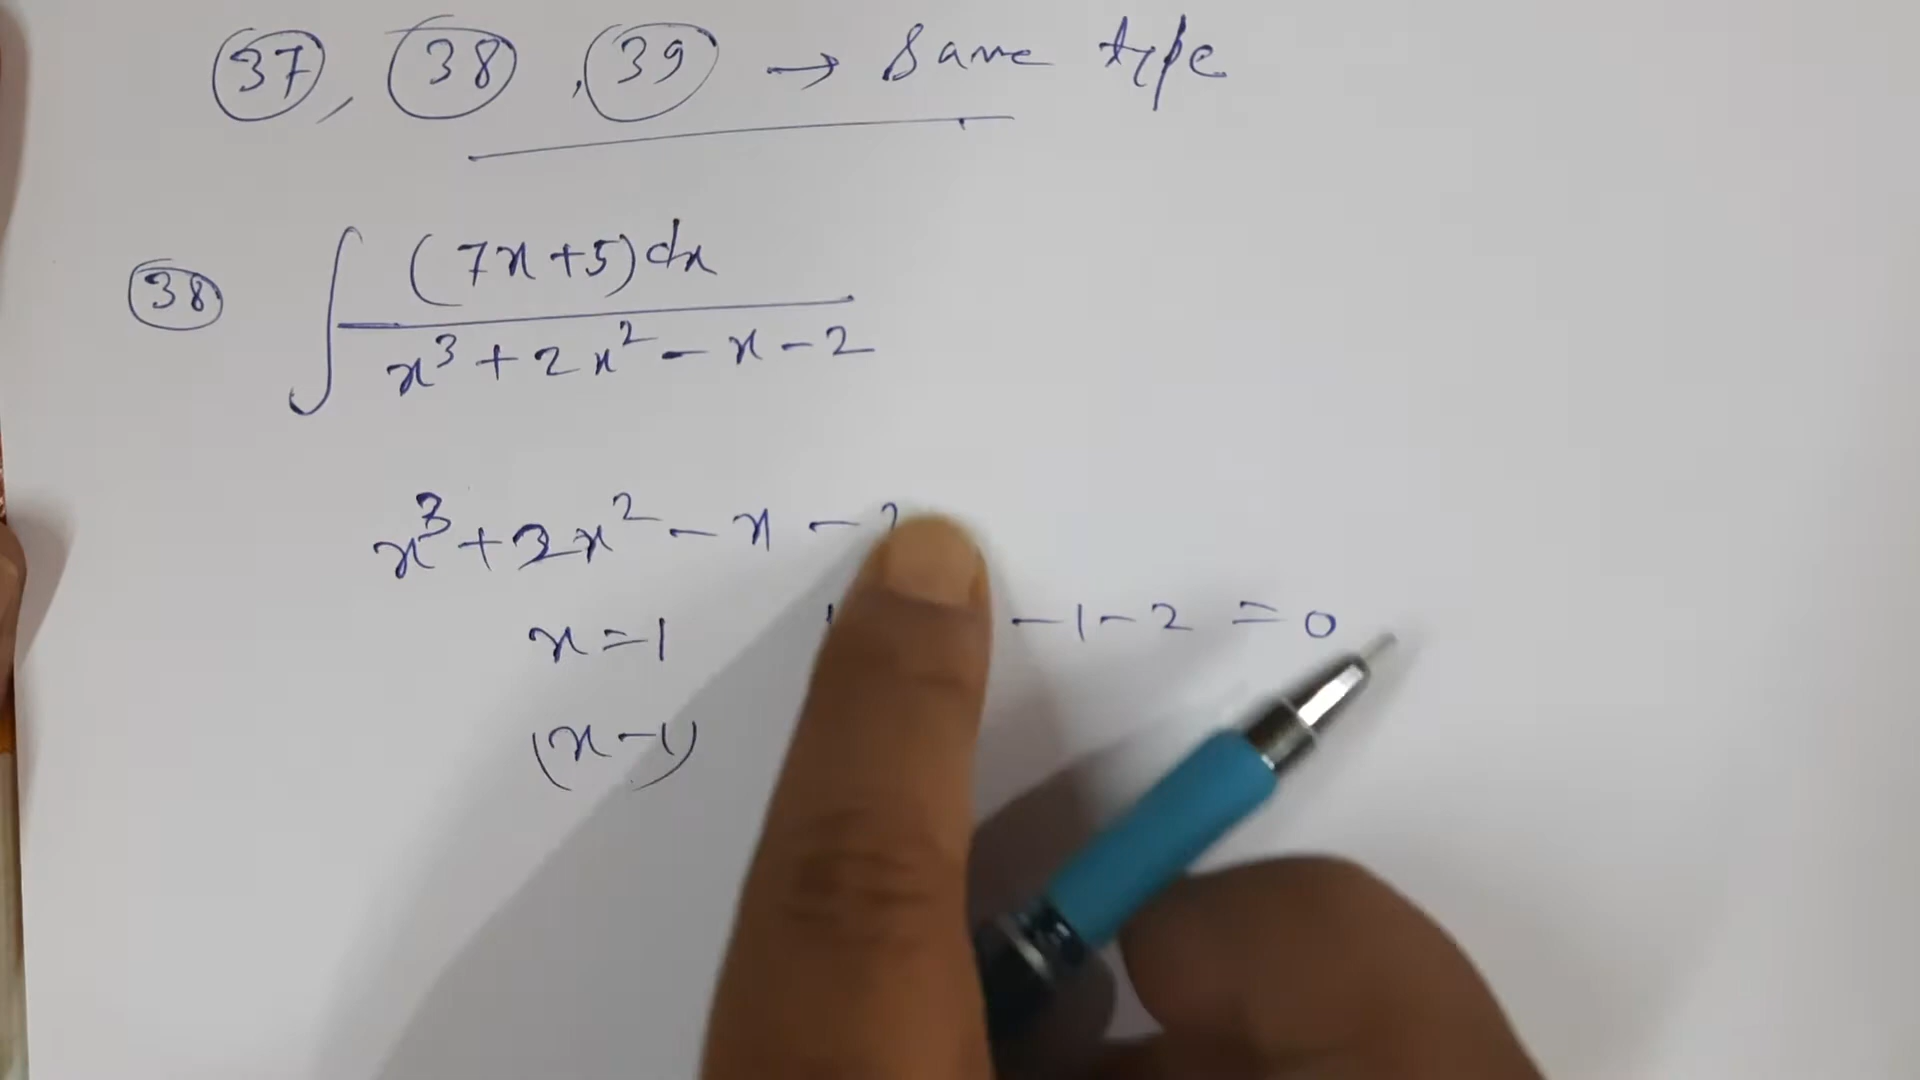 37, 38, 39 → Same type
38 ∫ (7x+5)dx
x³ + 2x² - x - 2
x³ + 2x² - x - 2
x = 1 -1-2 = 0
(x-1)